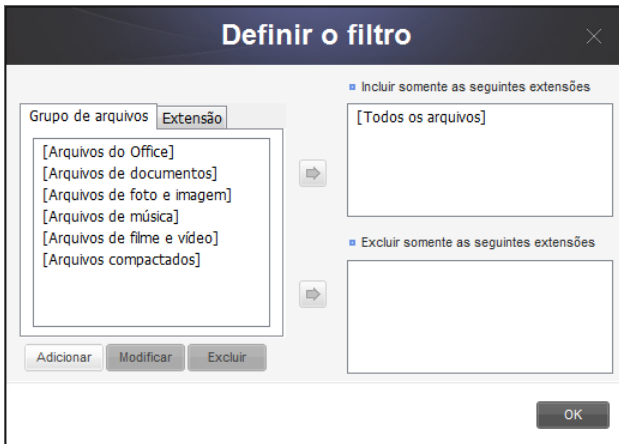 Definir o filtro
Grupo de arquivos
Extensão
[Arquivos do Office]
[Arquivos de documentos]
[Arquivos de foto e imagem]
[Arquivos de música]
[Arquivos de filme e vídeo]
[Arquivos compactados]
Adicionar
Modificar
Excluir
Incluir somente as seguintes extensões
[Todos os arquivos]
Excluir somente as seguintes extensões
OK